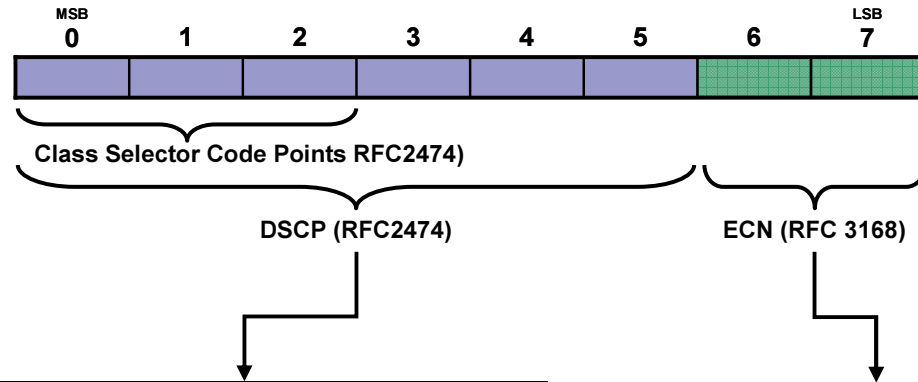 MSB LSB
0 1 2 3 4 5 6 7
Class Selector Code Points RFC2474)
DSCP (RFC2474) ECN (RFC 3168)